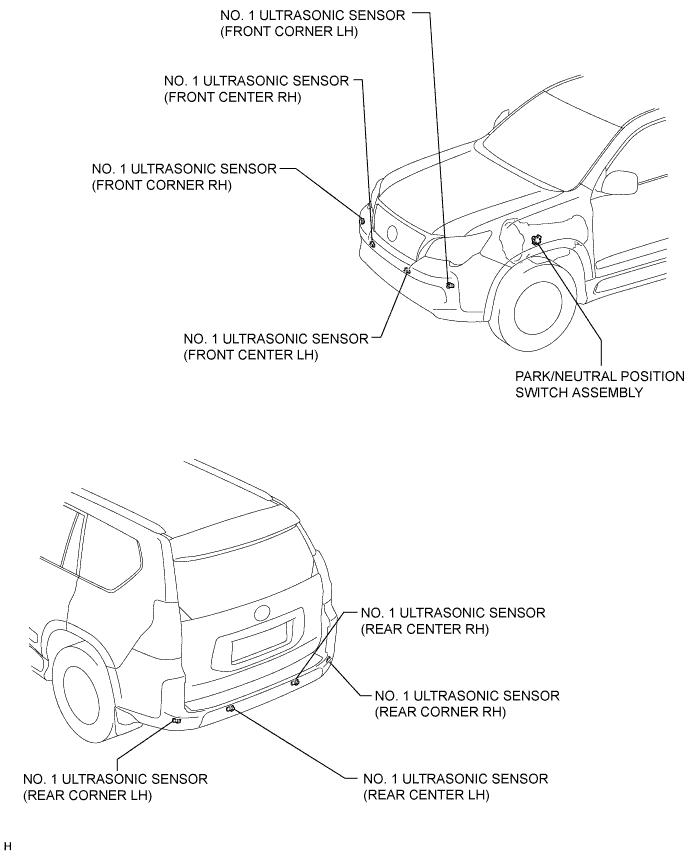 NO. 1 ULTRASONIC SENSOR
(FRONT CORNER LH)
NO. 1 ULTRASONIC SENSOR
(FRONT CENTER RH)
NO. 1 ULTRASONIC SENSOR
(FRONT CORNER RH)
NO. 1 ULTRASONIC SENSOR
(FRONT CENTER LH)
PARK/NEUTRAL POSITION
SWITCH ASSEMBLY
NO. 1 ULTRASONIC SENSOR
(REAR CENTER RH)
NO. 1 ULTRASONIC SENSOR
(REAR CORNER RH)
NO. 1 ULTRASONIC SENSOR
(REAR CORNER LH)
NO. 1 ULTRASONIC SENSOR
(REAR CENTER LH)
H